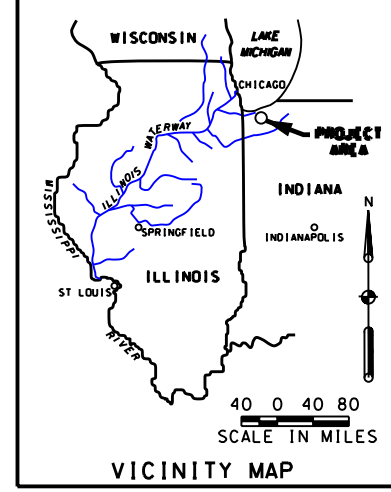 WISCONSIN
LAKE
MICHIGAN
CHICAGO
PROJECT
AREA
ILLINOIS WATERWAY
MISSISSIPPI
INDIANA
N
SPRINGFIELD
INDIANAPOLIS
ILLINOIS
ST LOUIS
RIVER
40 0 40 80
SCALE IN MILES
VICINITY MAP